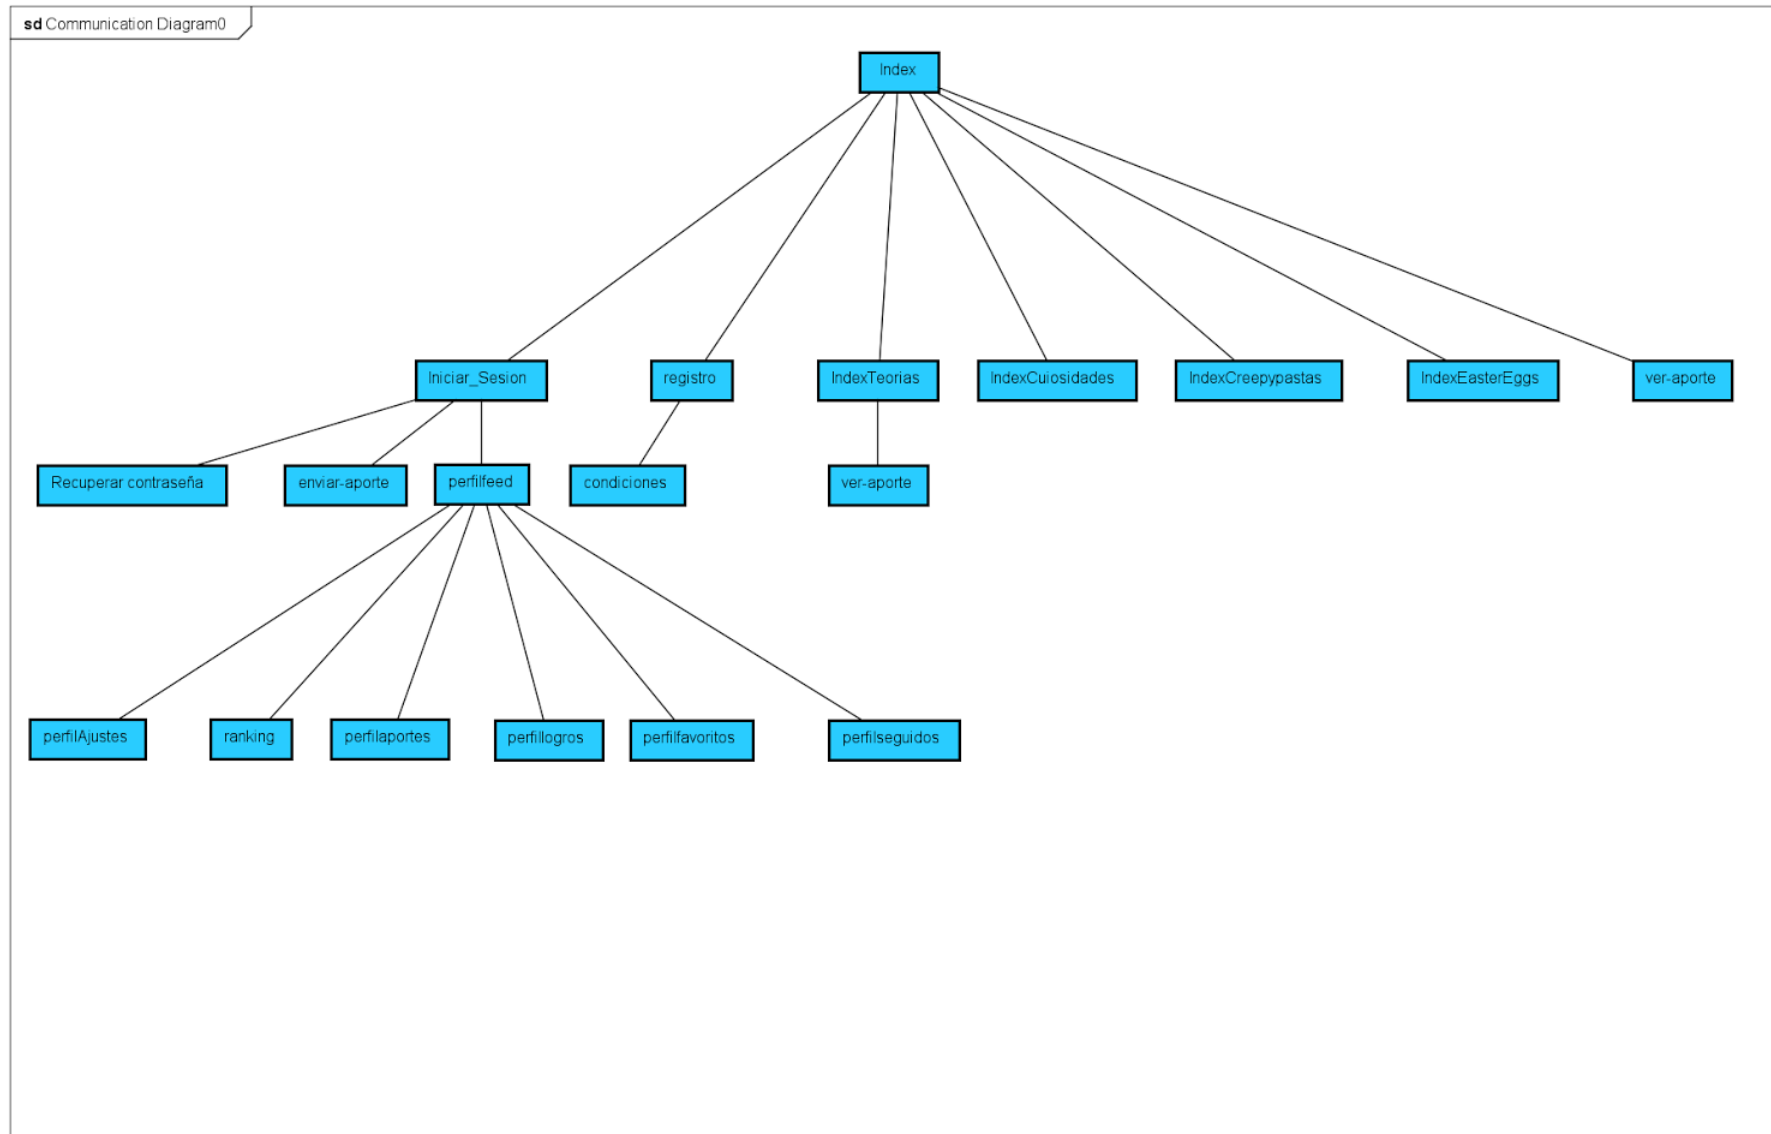 sd Communication Diagram0
Index
Iniciar_Sesion
registro
IndexTeorias
IndexCuiosidades
IndexCreepypastas
IndexEasterEggs
ver-aporte
Recuperar contraseña
enviar-aporte
perfilfeed
condiciones
ver-aporte
perfilAjustes
ranking
perfilaportes
perfillogros
perfilfavoritos
perfilseguidos